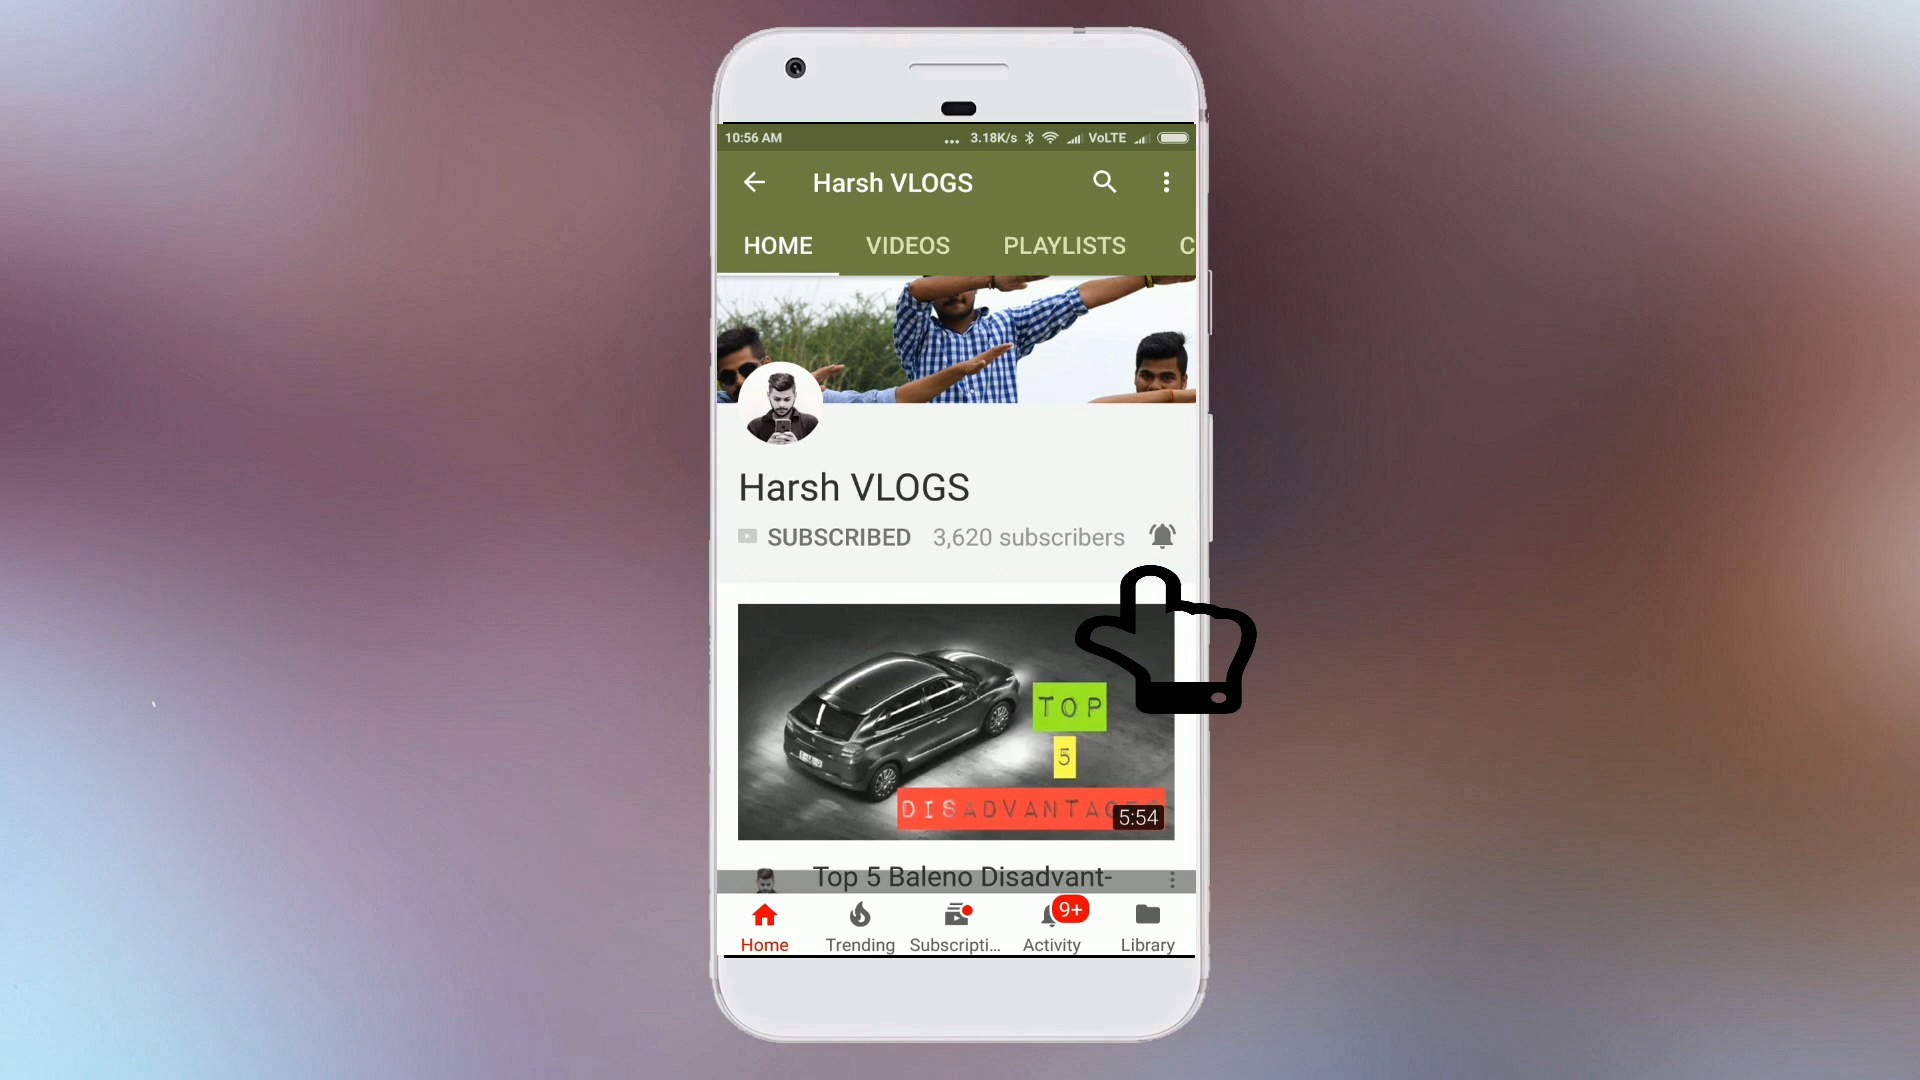 10:56 AM ... 3.18K/s VoLTE
Harsh VLOGS
HOME VIDEOS PLAYLISTS C
Harsh VLOGS
SUBSCRIBED 3,620 subscribers
TOP
5
DISADVANTAGES
5:54
Top 5 Baleno Disadvant-
9+
Home Trending Subscripti... Activity Library